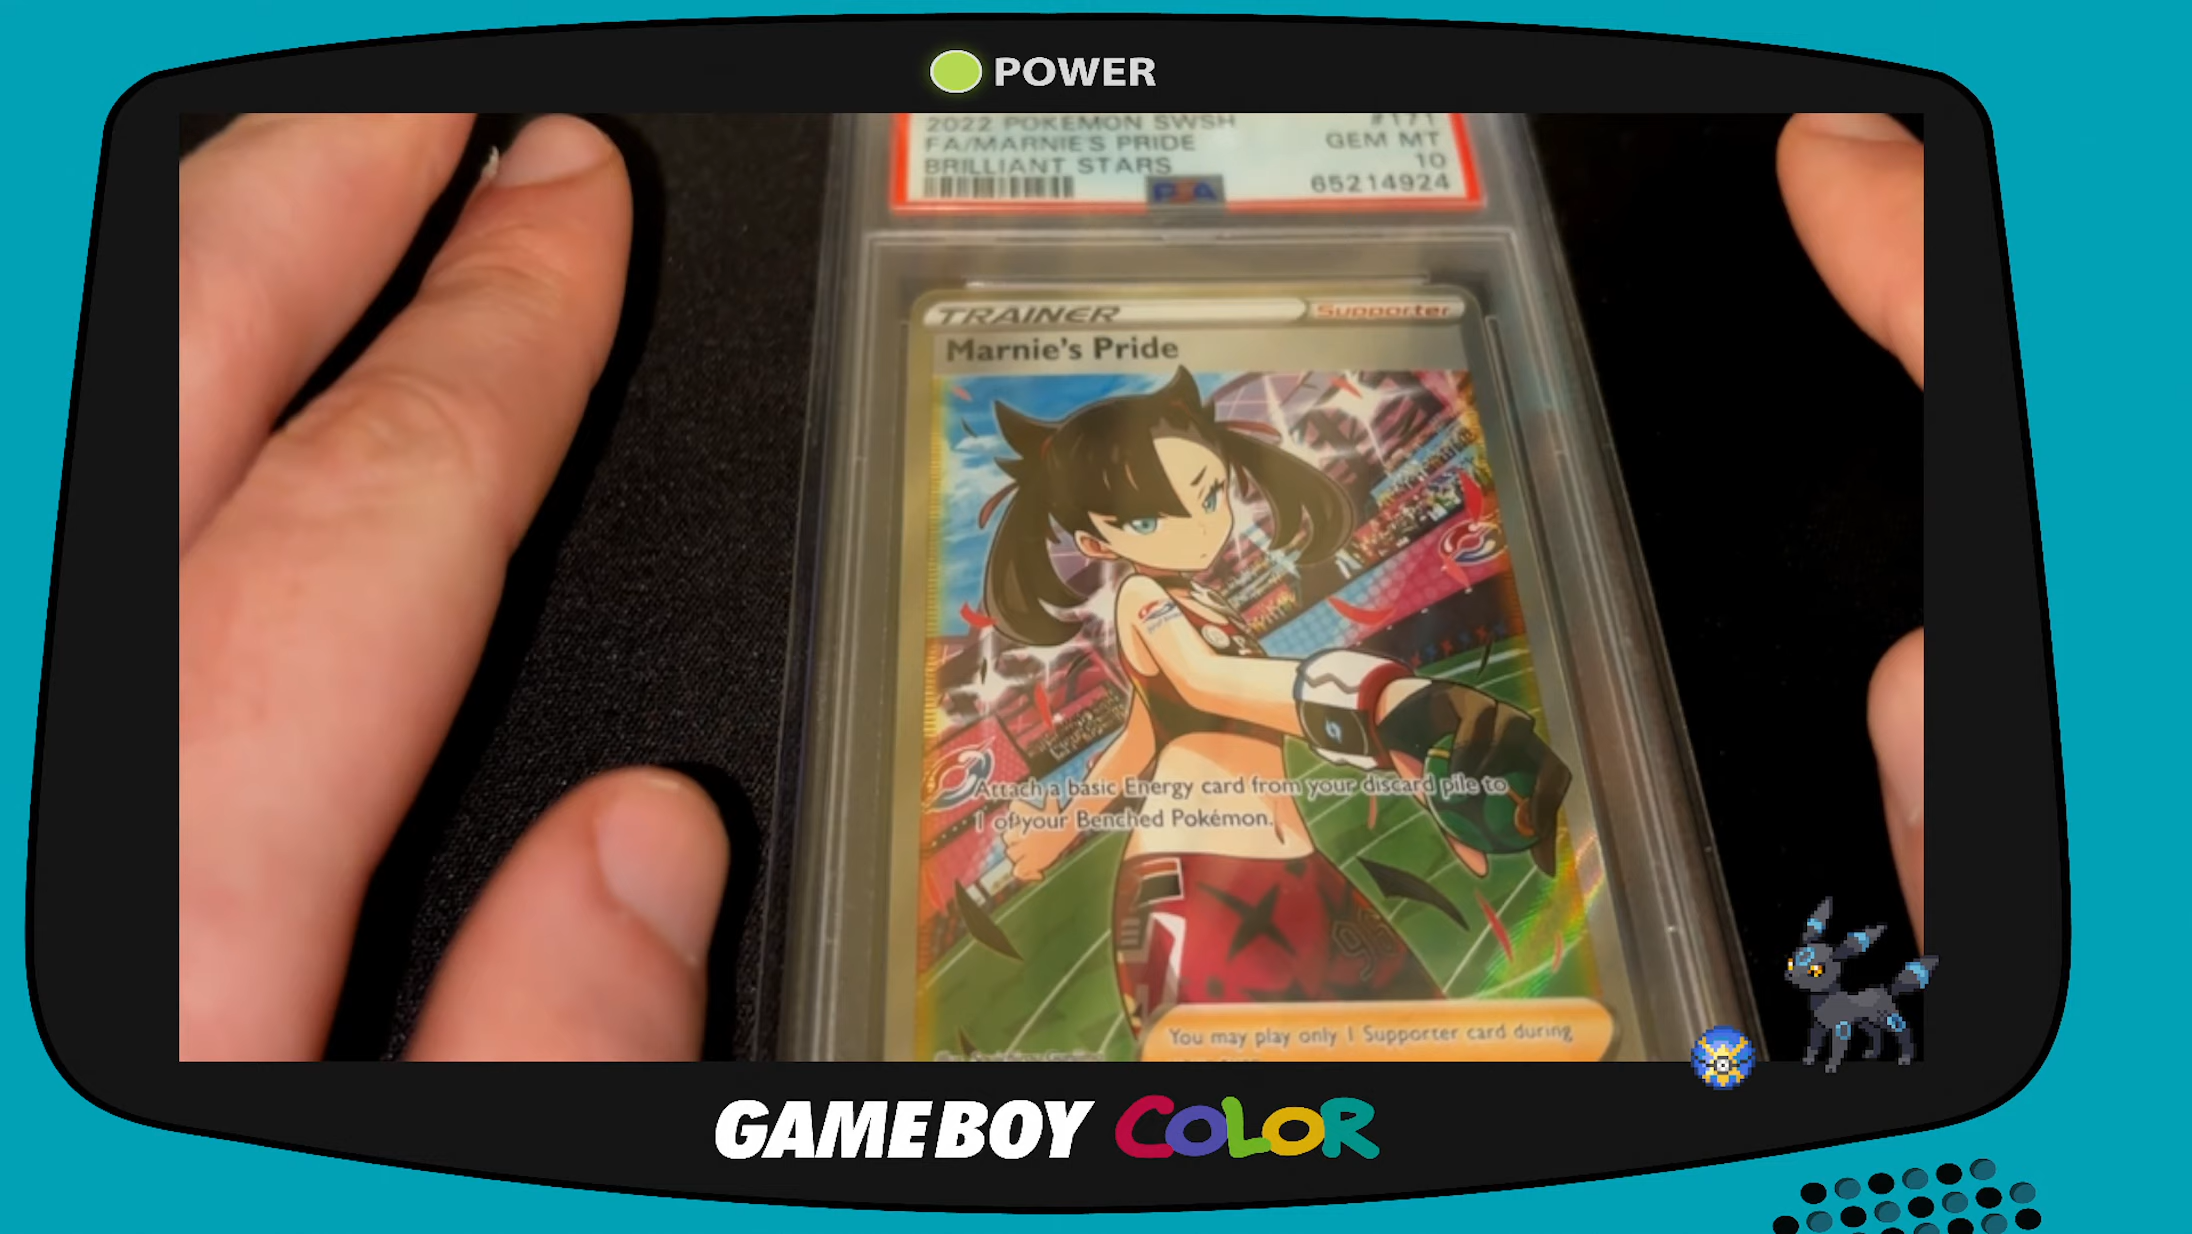 POWER
2022 POKEMON SWSH #171
FA/MARNIE'S PRIDE GEM MT
BRILLIANT STARS 10
PSA 65214924
TRAINER Supporter
Marnie's Pride
Attach a basic Energy card from your discard pile to
1 of your Benched Pokémon.
You may play only 1 Supporter card during
GAMEBOY COLOR